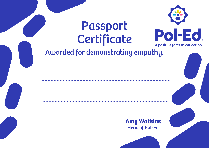 Passport
Certificate
Pol-Ed
Awarded for demonstrating empathy.
Amy Watkins